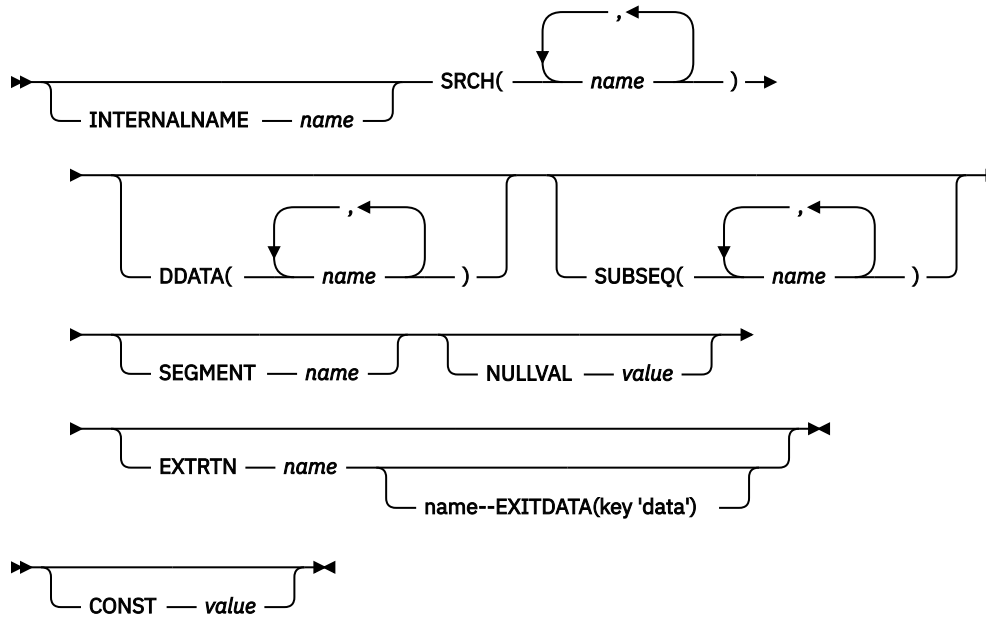 ,
SRCH( name )
INTERNALNAME name
, ,
DDATA( name ) SUBSEQ( name )
SEGMENT name NULLVAL value
EXTRTN name
name--EXITDATA(key 'data')
CONST value